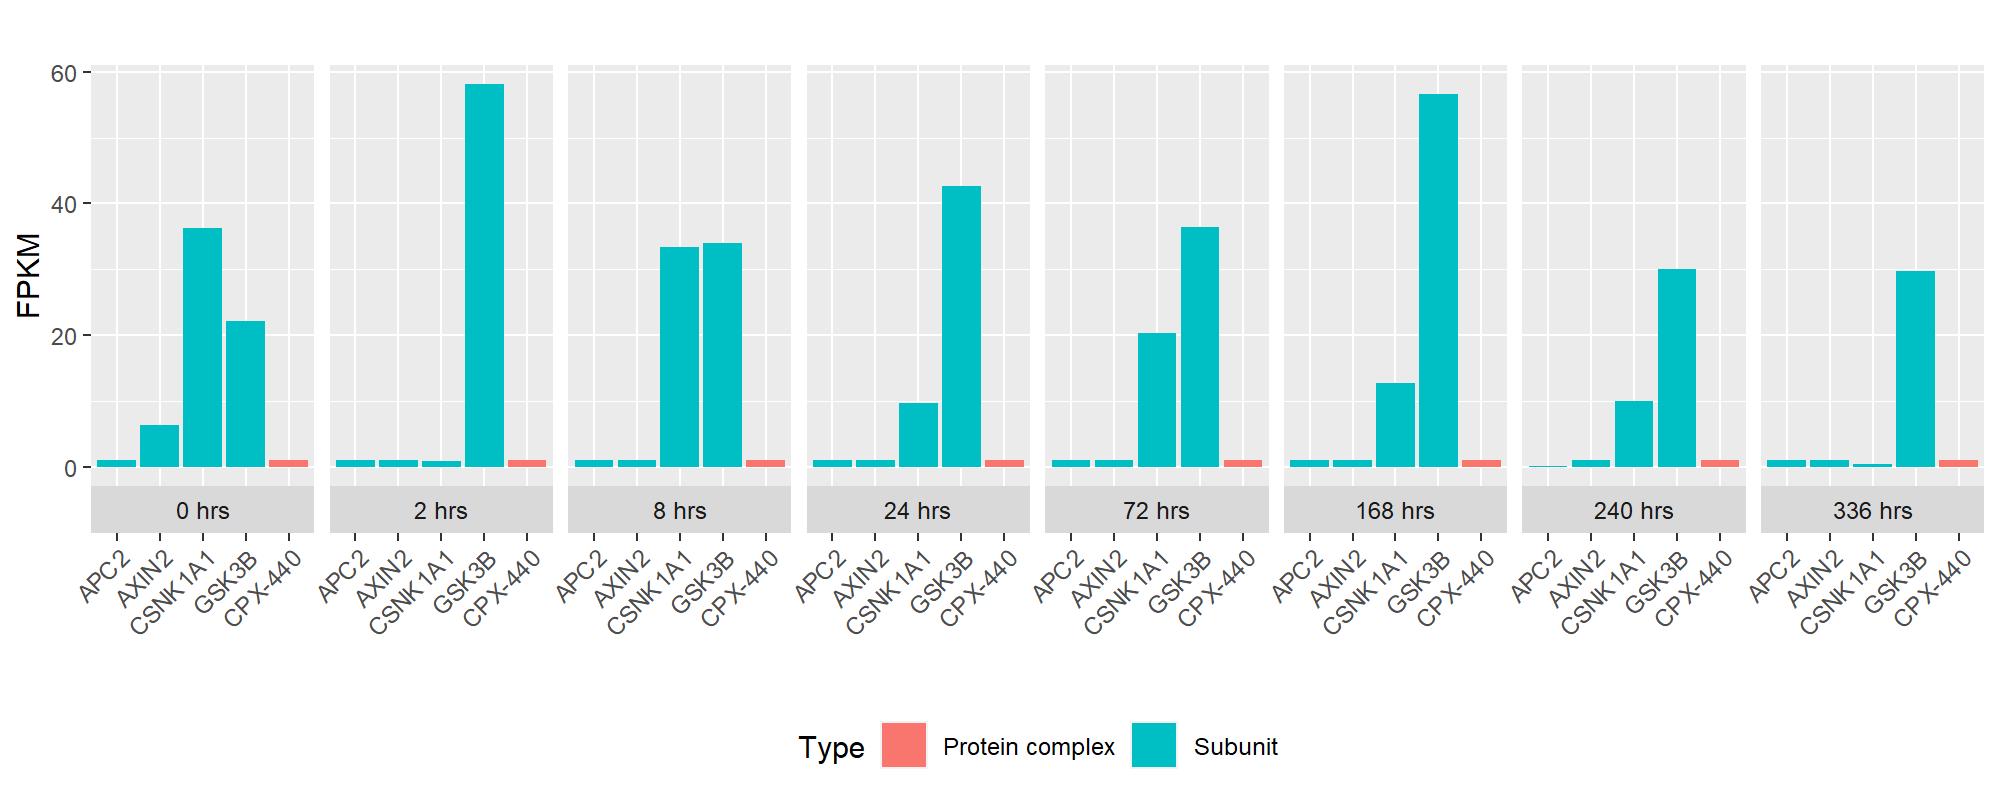 FPKM
60
40
20
0
0 hrs 2 hrs 8 hrs 24 hrs 72 hrs 168 hrs 240 hrs 336 hrs
APC2 AXIN2 CSNK1A1 GSK3B CPX-440 APC2 AXIN2 CSNK1A1 GSK3B CPX-440 APC2 AXIN2 CSNK1A1 GSK3B CPX-440 APC2 AXIN2 CSNK1A1 GSK3B CPX-440 APC2 AXIN2 CSNK1A1 GSK3B CPX-440 APC2 AXIN2 CSNK1A1 GSK3B CPX-440 APC2 AXIN2 CSNK1A1 GSK3B CPX-440 APC2 AXIN2 CSNK1A1 GSK3B CPX-440
Type Protein complex Subunit